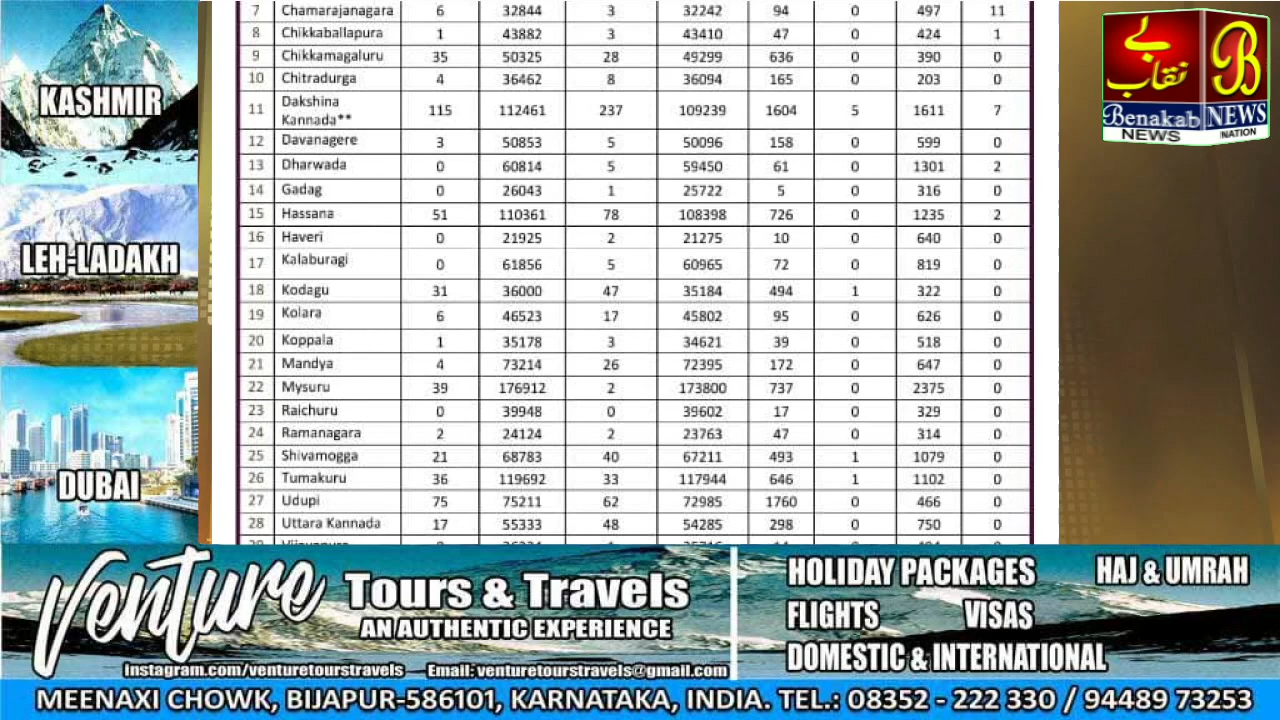 7 Chamarajanagara 6 32844 3 32242 94 0 497 11
8 Chikkaballapura 1 43882 3 43410 47 0 424 1
9 Chikkamagaluru 35 50325 28 49299 636 0 390 0
10 Chitradurga 4 36462 8 36094 165 0 203 0
11 Dakshina Kannada** 115 112461 237 109239 1604 5 1611 7
12 Davanagere 3 50853 5 50096 158 0 599 0
13 Dharwada 0 60814 5 59450 61 0 1301 2
14 Gadag 0 26043 1 25722 5 0 316 0
15 Hassana 51 110361 78 108398 726 0 1235 2
16 Haveri 0 21925 2 21275 10 0 640 0
17 Kalaburagi 0 61856 5 60965 72 0 819 0
18 Kodagu 31 36000 47 35184 494 1 322 0
19 Kolara 6 46523 17 45802 95 0 626 0
20 Koppala 1 35178 3 34621 39 0 518 0
21 Mandya 4 73214 26 72395 172 0 647 0
22 Mysuru 39 176912 2 173800 737 0 2375 0
23 Raichuru 0 39948 0 39602 17 0 329 0
24 Ramanagara 2 24124 2 23763 47 0 314 0
25 Shivamogga 21 68783 40 67211 493 1 1079 0
26 Tumakuru 36 119692 33 117944 646 1 1102 0
27 Udupi 75 75211 62 72985 1760 0 466 0
28 Uttara Kannada 17 55333 48 54285 298 0 750 0
KASHMIR
LEH-LADAKH
DUBAI
بے
نقاب
B
Benakab NEWS
NEWS NATION
Venture Tours & Travels
AN AUTHENTIC EXPERIENCE
instagram.com/venturetourstravels Email: venturetourstravels@gmail.com
HOLIDAY PACKAGES HAJ & UMRAH
FLIGHTS VISAS
DOMESTIC & INTERNATIONAL
MEENAXI CHOWK, BIJAPUR-586101, KARNATAKA, INDIA. TEL.: 08352 - 222 330 / 94489 73253